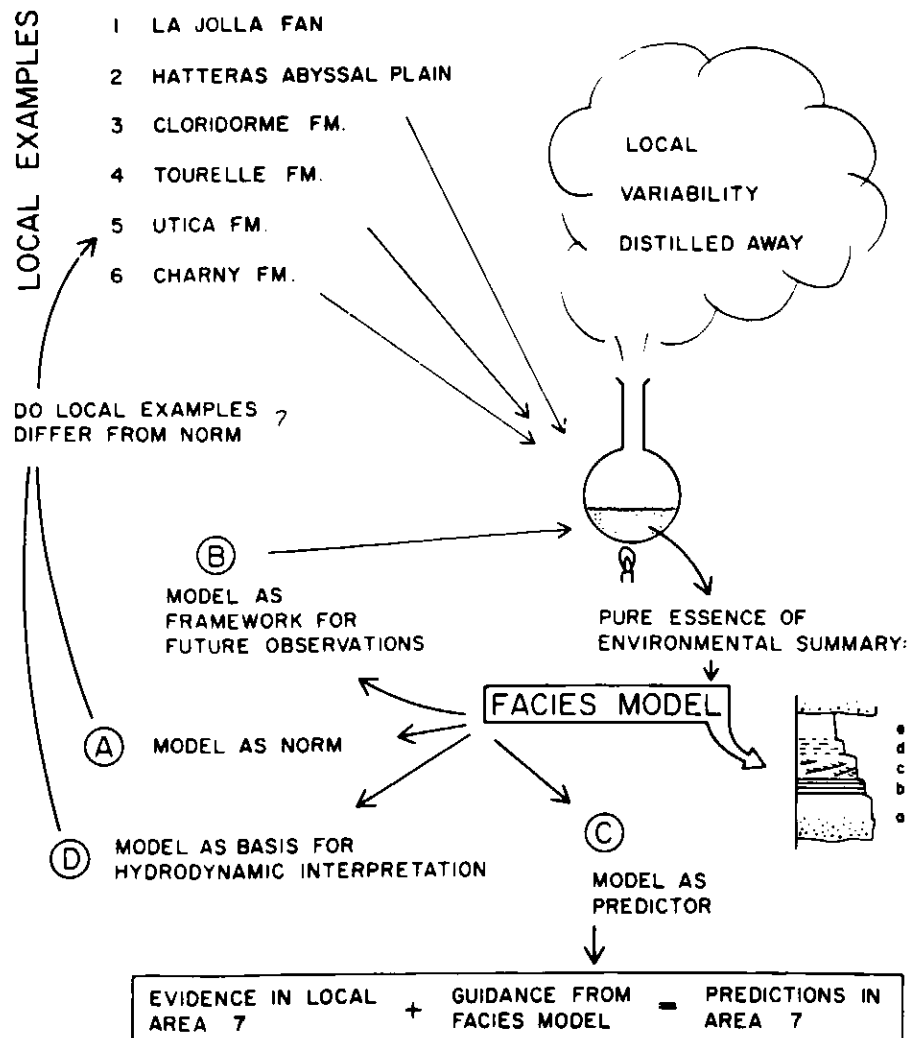 LOCAL EXAMPLES
1 LA JOLLA FAN
2 HATTERAS ABYSSAL PLAIN
3 CLORIDORME FM.
4 TOURELLE FM.
5 UTICA FM.
6 CHARNY FM.
LOCAL
VARIABILITY
DISTILLED AWAY
DO LOCAL EXAMPLES
DIFFER FROM NORM ?
B
MODEL AS
FRAMEWORK FOR
FUTURE OBSERVATIONS
PURE ESSENCE OF
ENVIRONMENTAL SUMMARY:
FACIES MODEL
e
d
c
b
a
A MODEL AS NORM
D MODEL AS BASIS FOR
HYDRODYNAMIC INTERPRETATION
C
MODEL AS
PREDICTOR
EVIDENCE IN LOCAL
AREA 7
+
GUIDANCE FROM
FACIES MODEL
=
PREDICTIONS IN
AREA 7